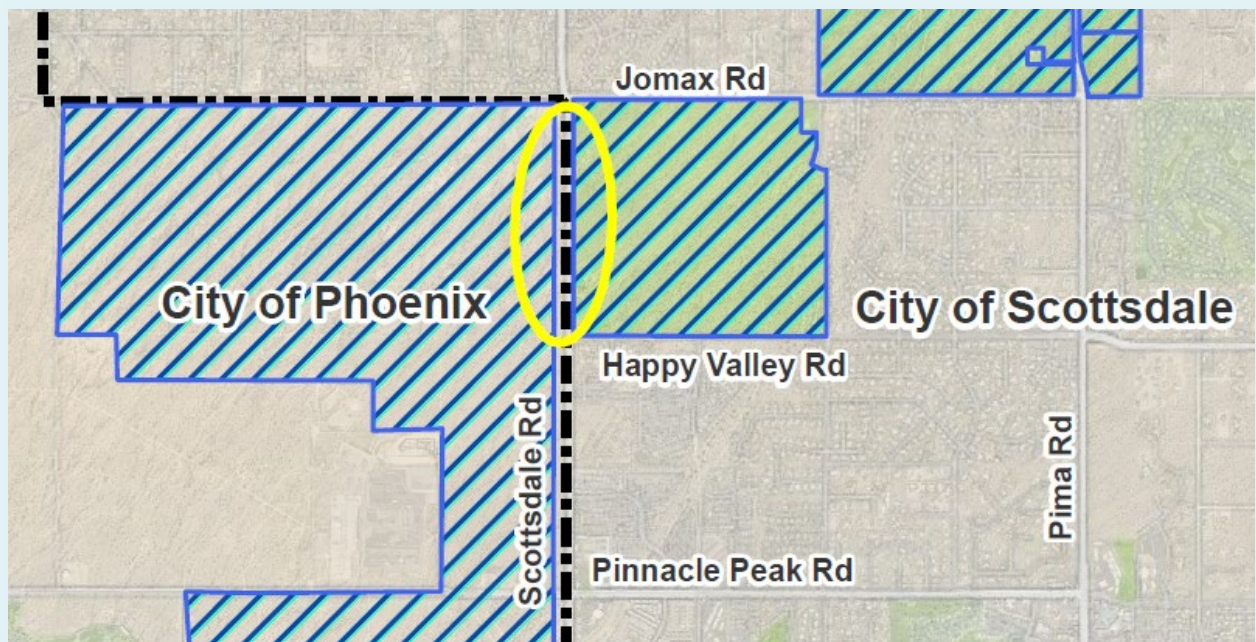 Jomax Rd
City of Phoenix
City of Scottsdale
Happy Valley Rd
Scottsdale Rd
Pima Rd
Pinnacle Peak Rd